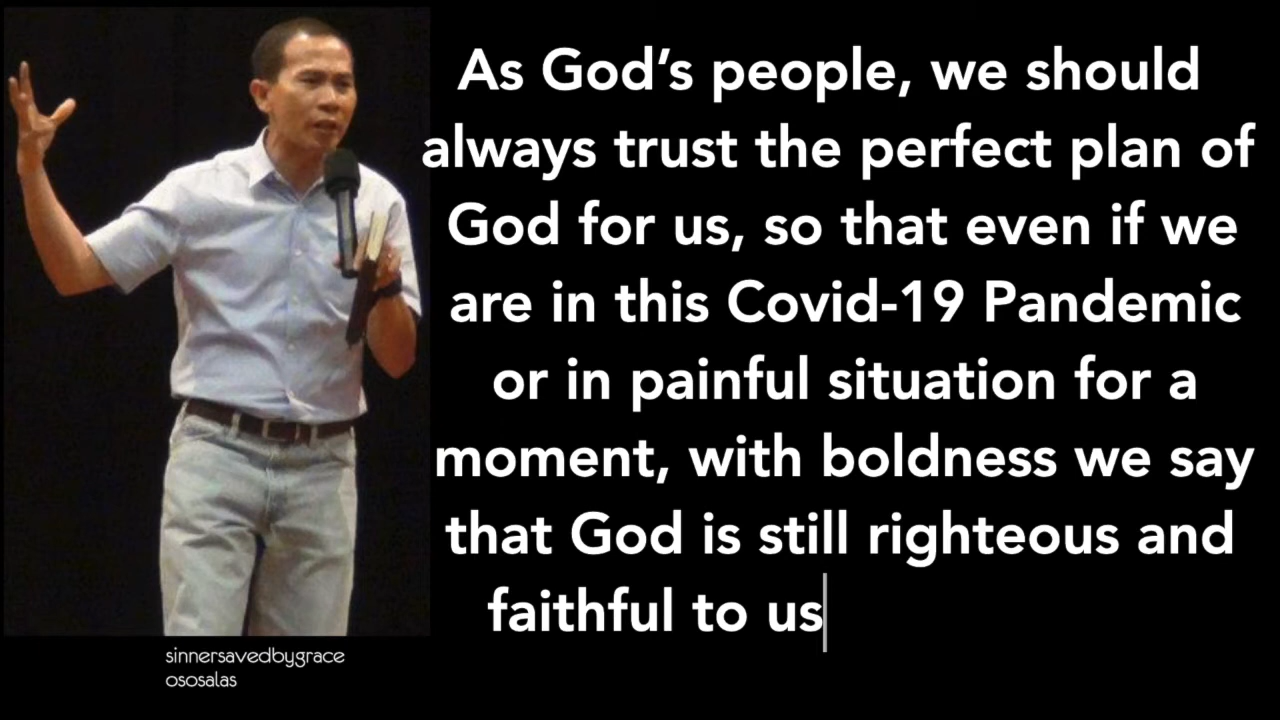 As God’s people, we should
always trust the perfect plan of
God for us, so that even if we
are in this Covid-19 Pandemic
or in painful situation for a
moment, with boldness we say
that God is still righteous and
faithful to us
sinnersavedbygrace
ososalas